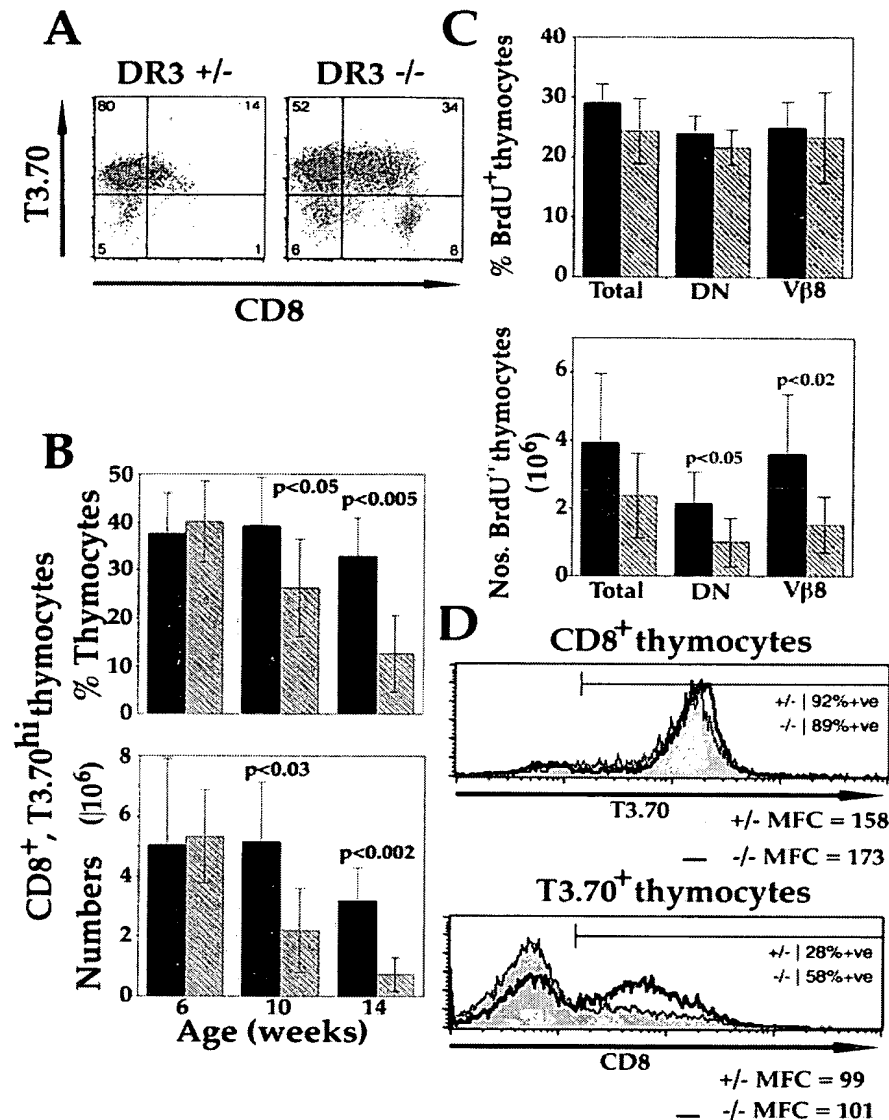 A
DR3 +/-
DR3 -/-
80
14
52
34
5
1
6
8
T3.70
CD8
B
CD8+, T3.70hi thymocytes
% Thymocytes
50
40
30
20
10
0
p<0.05
p<0.005
Numbers (|10^6)
8
6
4
2
0
p<0.03
p<0.002
6
10
14
Age (weeks)
C
% BrdU+ thymocytes
40
30
20
10
0
Total
DN
Vβ8
Nos. BrdU+ thymocytes
(10^6)
6
4
2
0
p<0.05
p<0.02
Total
DN
Vβ8
D
CD8+ thymocytes
+/- | 92%+ve
-/- | 89%+ve
T3.70
+/- MFC = 158
-/- MFC = 173
T3.70+ thymocytes
+/- | 28%+ve
-/- | 58%+ve
CD8
+/- MFC = 99
-/- MFC = 101